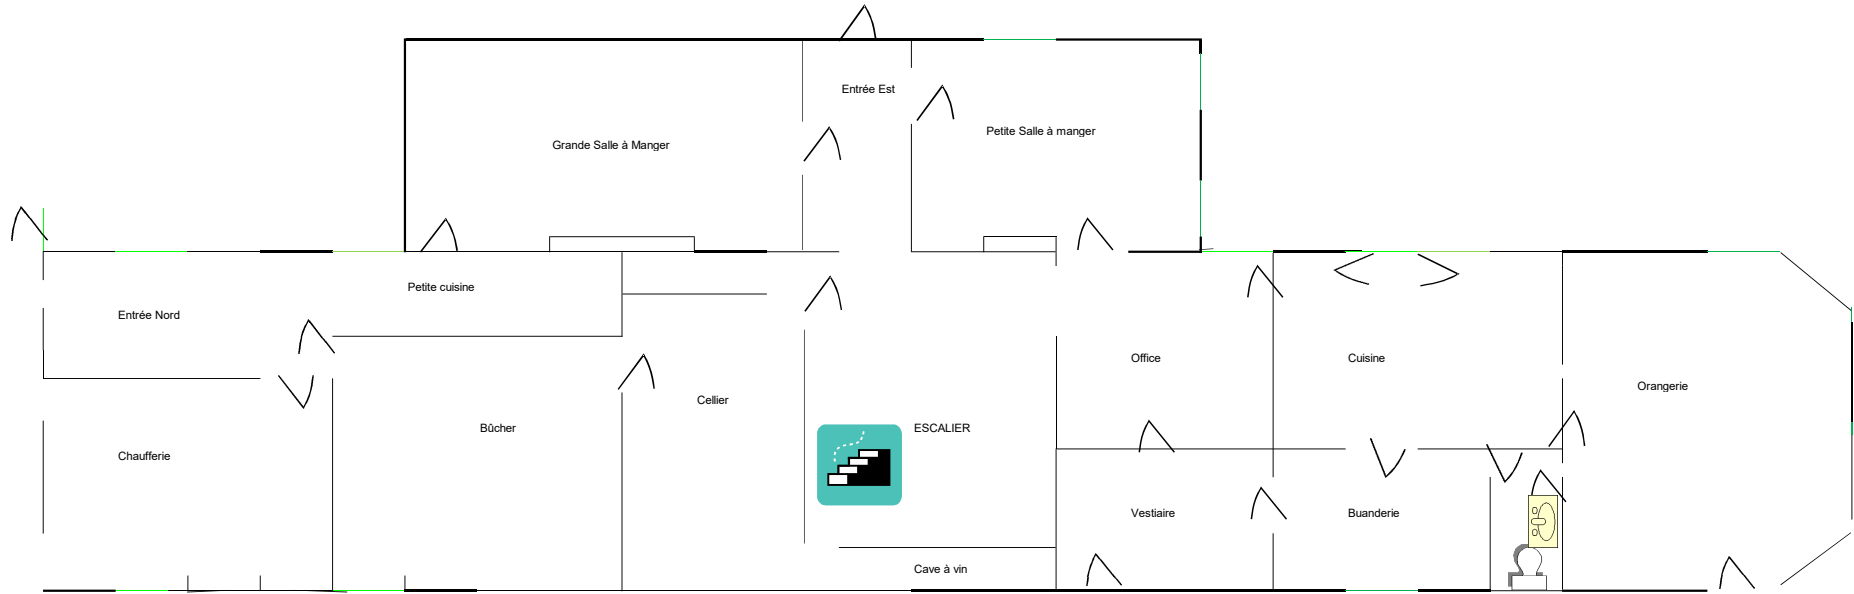 Entrée Est
Petite Salle à manger
Grande Salle à Manger
Petite cuisine
Entrée Nord
Office
Cuisine
Orangerie
Cellier
Bûcher
ESCALIER
Chaufferie
Vestiaire
Buanderie
Cave à vin